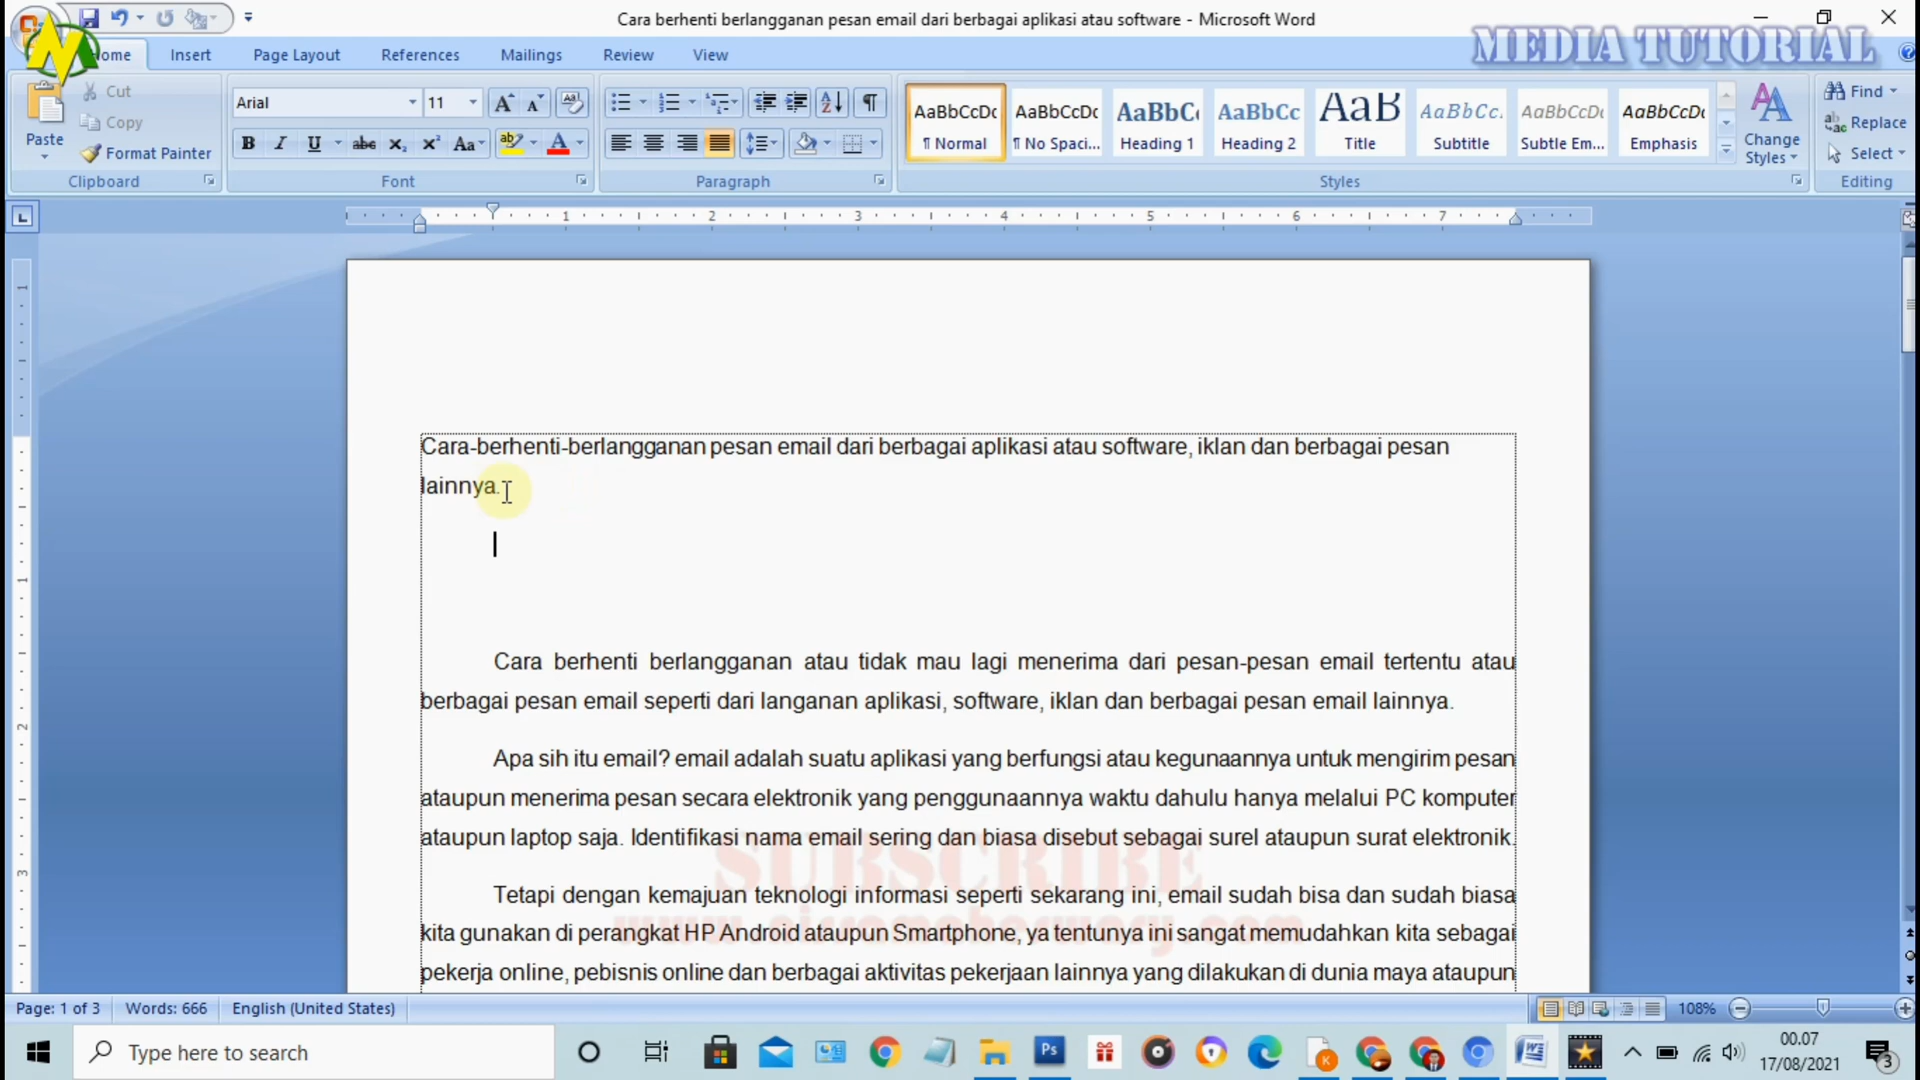 Cara berhenti berlangganan pesan email dari berbagai aplikasi atau software - Microsoft Word
MEDIA TUTORIAL
Insert Page Layout References Mailings Review View
Cut
Copy
Format Painter
Paste
Clipboard
Arial 11
Font
Paragraph
AaBbCcDc AaBbCcDc AaBbC AaBbCc AaB AaBbCc. AaBbCcDc AaBbCcDc
¶ Normal ¶ No Spaci... Heading 1 Heading 2 Title Subtitle Subtle Em... Emphasis
Change Styles
Styles
Find
Replace
Select
Editing
1 2 3 4 5 6 7
Cara-berhenti-berlangganan pesan email dari berbagai aplikasi atau software, iklan dan berbagai pesan
lainnya.
Cara berhenti berlangganan atau tidak mau lagi menerima dari pesan-pesan email tertentu atau
berbagai pesan email seperti dari langanan aplikasi, software, iklan dan berbagai pesan email lainnya.
Apa sih itu email? email adalah suatu aplikasi yang berfungsi atau kegunaannya untuk mengirim pesan
ataupun menerima pesan secara elektronik yang penggunaannya waktu dahulu hanya melalui PC komputer
ataupun laptop saja. Identifikasi nama email sering dan biasa disebut sebagai surel ataupun surat elektronik.
SUBSCRIBE
Tetapi dengan kemajuan teknologi informasi seperti sekarang ini, email sudah bisa dan sudah biasa
kita gunakan di perangkat HP Android ataupun Smartphone, ya tentunya ini sangat memudahkan kita sebagai
pekerja online, pebisnis online dan berbagai aktivitas pekerjaan lainnya yang dilakukan di dunia maya ataupun
Page: 1 of 3 Words: 666 English (United States) 108%
Type here to search
00.07
17/08/2021
3